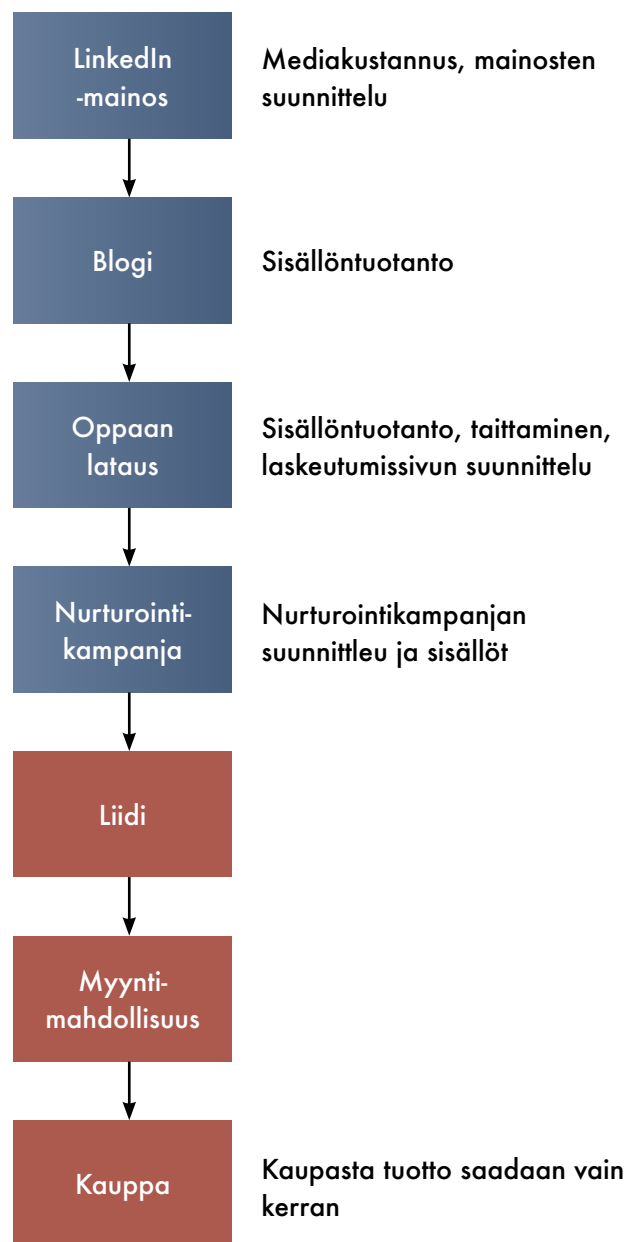 LinkedIn
-mainos
Mediakustannus, mainosten
suunnittelu
Blogi
Sisällöntuotanto
Oppaan
lataus
Sisällöntuotanto, taittaminen,
laskeutumissivun suunnittelu
Nurturointi-
kampanja
Nurturointikampanjan
suunnittleu ja sisällöt
Liidi
Myynti-
mahdollisuus
Kauppa
Kaupasta tuotto saadaan vain
kerran